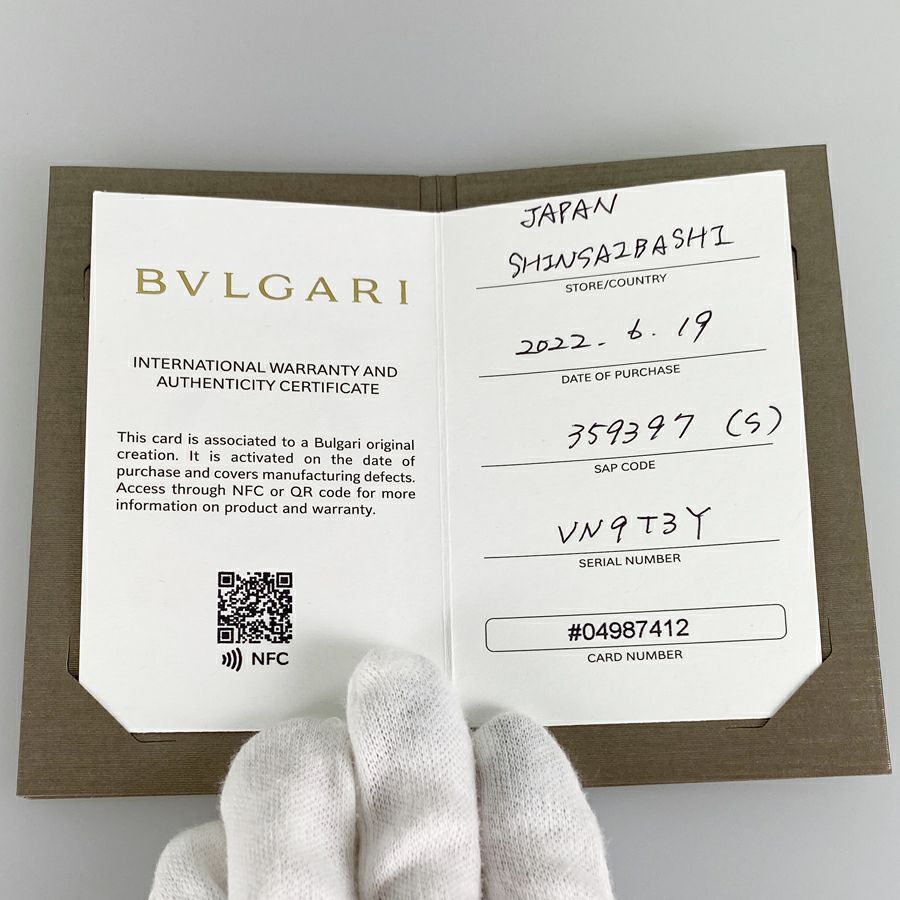 BVLGARI
INTERNATIONAL WARRANTY AND
AUTHENTICITY CERTIFICATE
This card is associated to a Bulgari original
creation. It is activated on the date of
purchase and covers manufacturing defects.
Access through NFC or QR code for more
information on product and warranty.
NFC
JAPAN
SHINSAIBASHI
STORE/COUNTRY
2022. 6. 19
DATE OF PURCHASE
359397 (S)
SAP CODE
VN9T3Y
SERIAL NUMBER
#04987412
CARD NUMBER